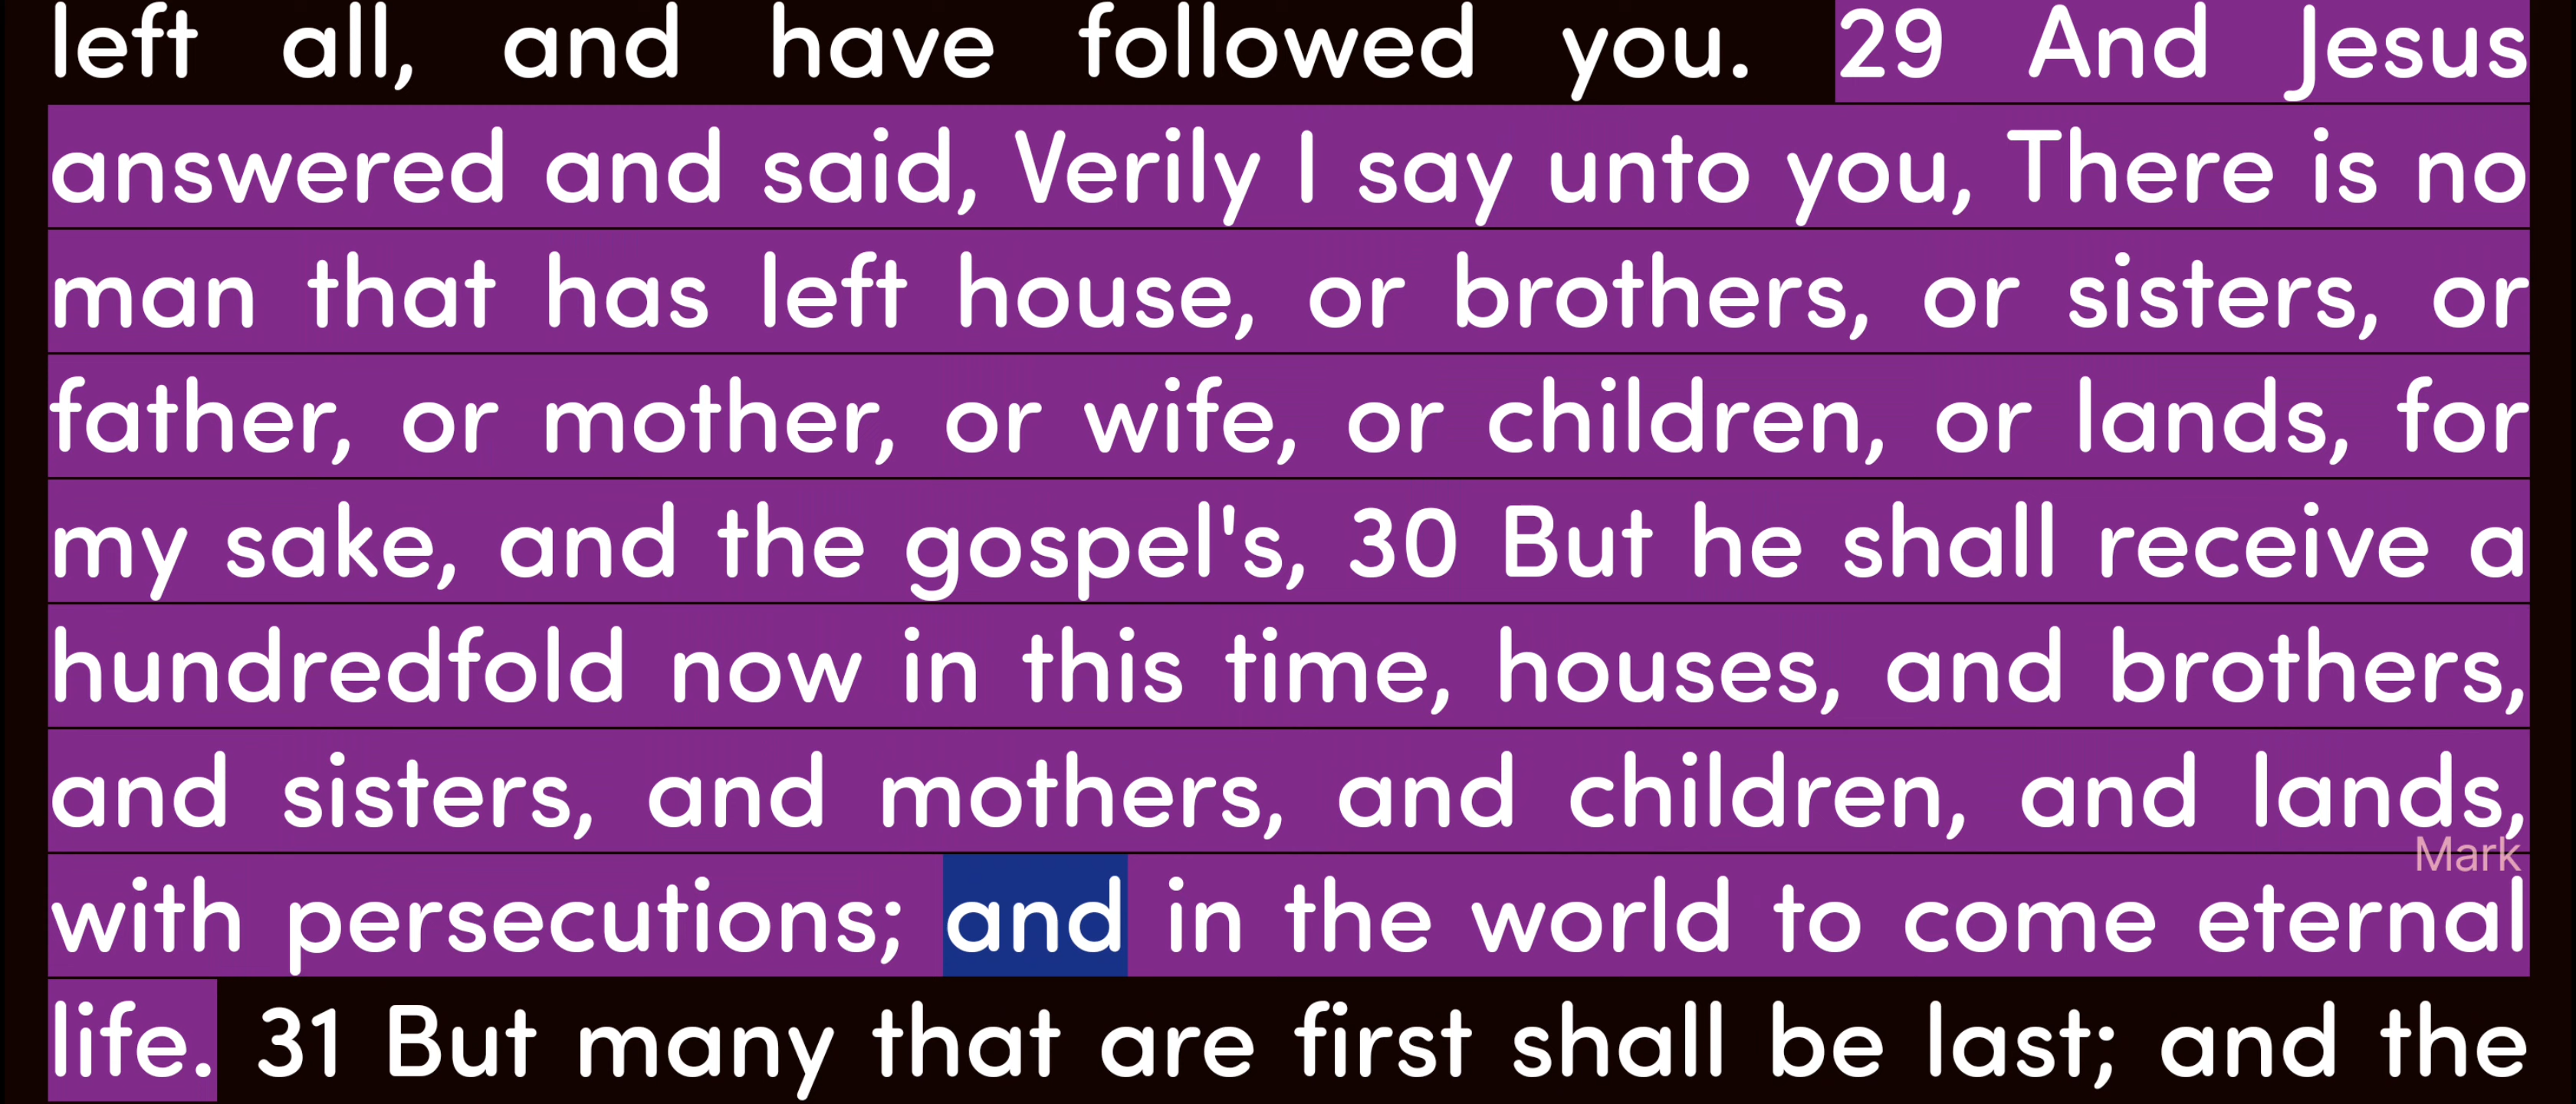 left all, and have followed you. 29 And Jesus
answered and said, Verily I say unto you, There is no
man that has left house, or brothers, or sisters, or
father, or mother, or wife, or children, or lands, for
my sake, and the gospel's, 30 But he shall receive a
hundredfold now in this time, houses, and brothers,
and sisters, and mothers, and children, and lands,
Mark
with persecutions; and in the world to come eternal
life. 31 But many that are first shall be last; and the